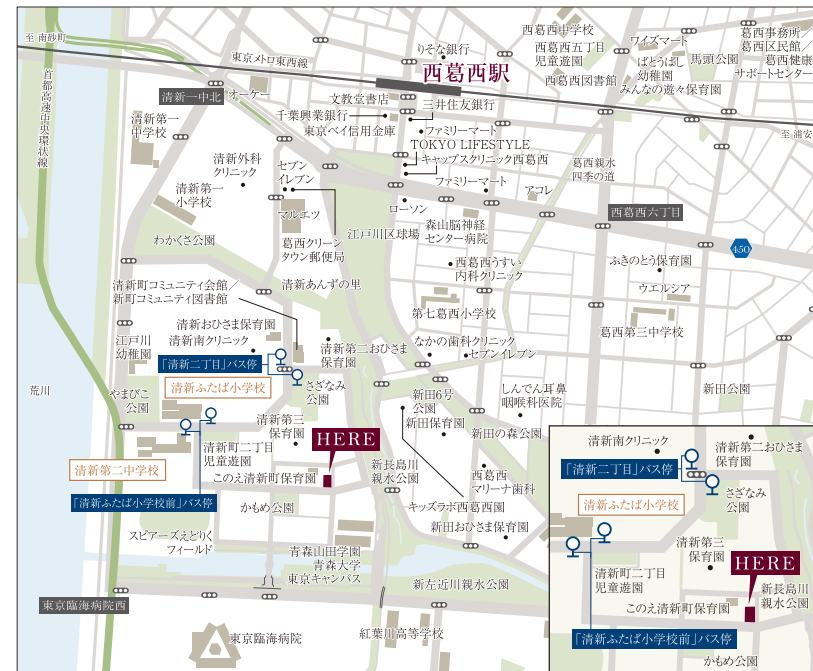 至 南砂町
東京メトロ東西線
りそな銀行
西葛西中学校
西葛西五丁目
児童遊園
ワイズマート
ばとうばし
幼稚園
馬頭公園
葛西事務所／
葛西区民館／
葛西健康
サポートセンター
西葛西駅
西葛西図書館
みんなの遊々保育園
首都高速中央環状線
清新一中北
オーケー
文教堂書店
三井住友銀行
千葉興業銀行
東京ベイ信用金庫
ファミリーマート
至 浦安
清新第一
中学校
TOKYO LIFESTYLE
キャップスクリニック西葛西
清新外科
クリニック
セブン
イレブン
葛西親水
四季の道
清新第一
小学校
ファミリーマート
アコレ
マルエツ
ローソン
西葛西六丁目
わかくさ公園
葛西クリーン
タウン郵便局
江戸川区球場
森山脳神経
センター病院
450
清新町コミュニティ会館／
新町コミュニティ図書館
清新あんずの里
西葛西うすい
内科クリニック
ふきのとう保育園
ウエルシア
第七葛西小学校
葛西第三中学校
清新おひさま保育園
江戸川
幼稚園
清新南クリニック
清新第二おひさま
保育園
なかの歯科クリニック
セブンイレブン
「清新二丁目」バス停
荒川
やまびこ
公園
清新ふたば小学校
さざなみ
公園
新田6号
公園
しんでん耳鼻
咽喉科医院
新田公園
清新第三
保育園
新田保育園
新田の森公園
HERE
清新町二丁目
児童遊園
清新第二中学校
このえ清新町保育園
新長島川
親水公園
西葛西
マリーナ歯科
「清新ふたば小学校前」バス停
かもめ公園
キッズラボ西葛西園
スピアーズえどりく
フィールド
新田おひさま保育園
青森山田学園
青森大学
東京キャンパス
新左近川親水公園
東京臨海病院西
東京臨海病院
紅葉川高等学校
清新南クリニック
清新第二おひさま
保育園
「清新二丁目」バス停
清新ふたば小学校
さざなみ
公園
清新第三
保育園
HERE
清新町二丁目
児童遊園
このえ清新町保育園
新長島川
親水公園
「清新ふたば小学校前」バス停
かもめ公園